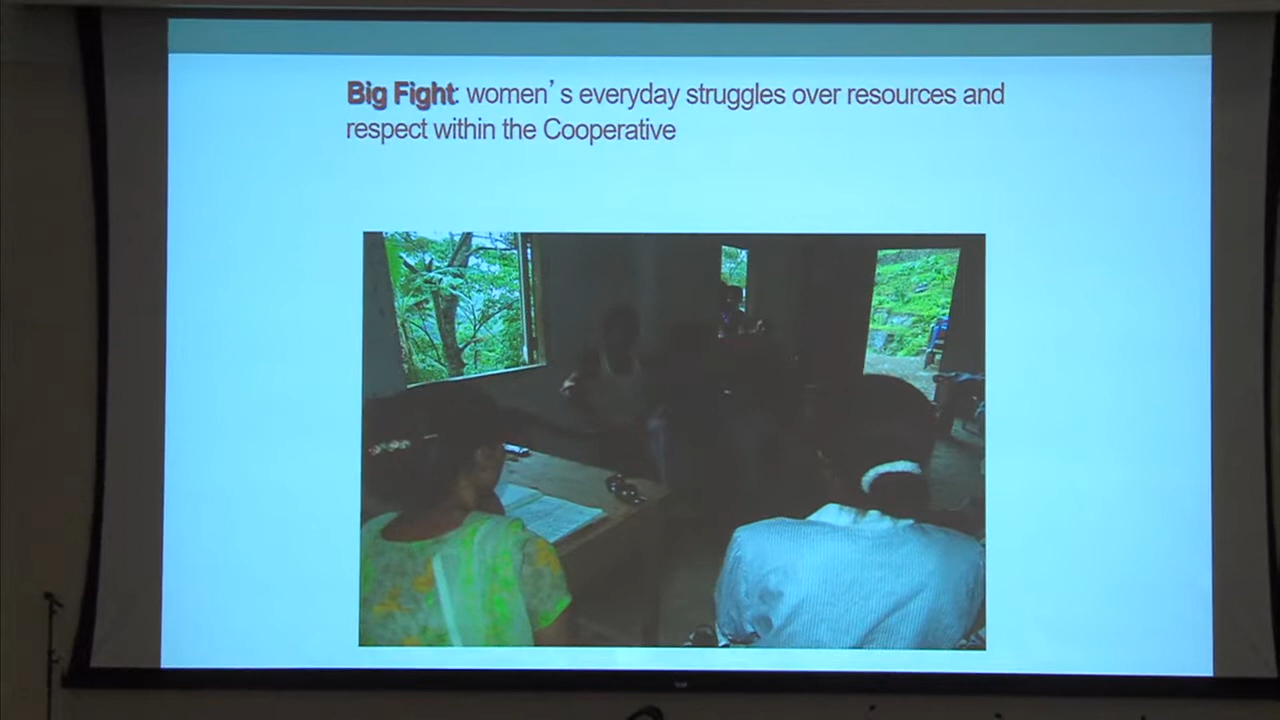 Big Fight: women’s everyday struggles over resources and
respect within the Cooperative